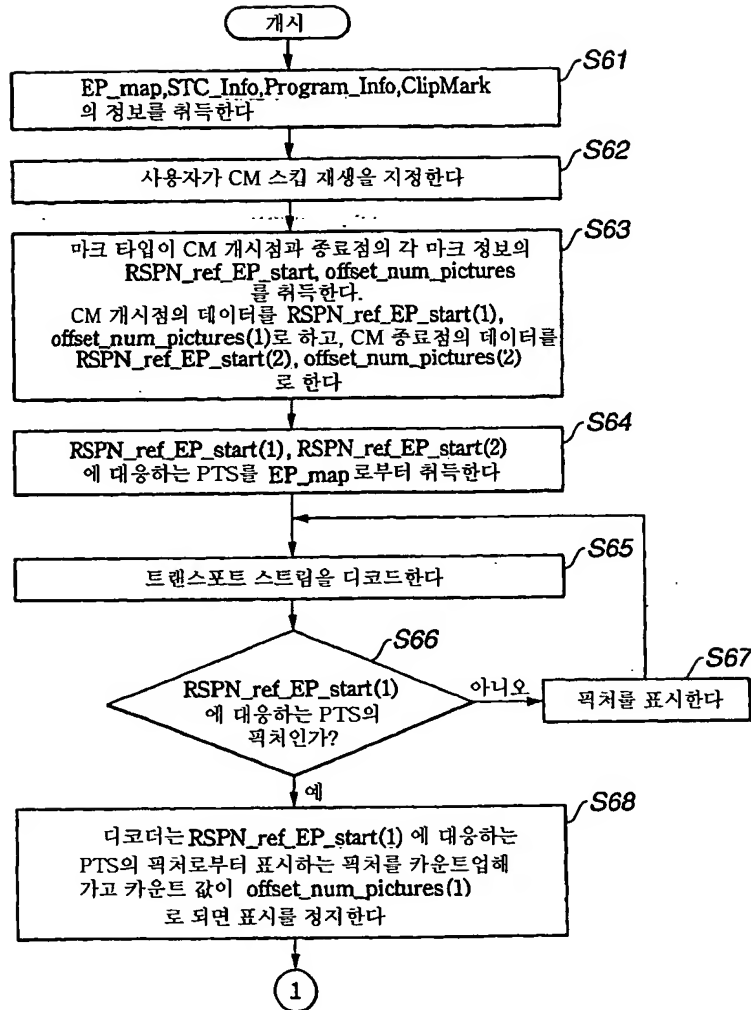 개시
S61
EP_map,STC_Info,Program_Info,ClipMark
의 정보를 취득한다
S62
사용자가 CM 스킵 재생을 지정한다
S63
마크 타입이 CM 개시점과 종료점의 각 마크 정보의
RSPN_ref_EP_start, offset_num_pictures
를 취득한다.
CM 개시점의 데이터를 RSPN_ref_EP_start(1),
offset_num_pictures(1)로 하고, CM 종료점의 데이터를
RSPN_ref_EP_start(2), offset_num_pictures(2)
로 한다
S64
RSPN_ref_EP_start(1), RSPN_ref_EP_start(2)
에 대응하는 PTS를 EP_map로부터 취득한다
S65
트랜스포트 스트림을 디코드한다
S66
RSPN_ref_EP_start(1)
에 대응하는 PTS의
픽처인가?
아니오
S67
픽처를 표시한다
예
S68
디코더는 RSPN_ref_EP_start(1) 에 대응하는
PTS의 픽처로부터 표시하는 픽처를 카운트업해
가고 카운트 값이 offset_num_pictures(1)
로 되면 표시를 정지한다
1